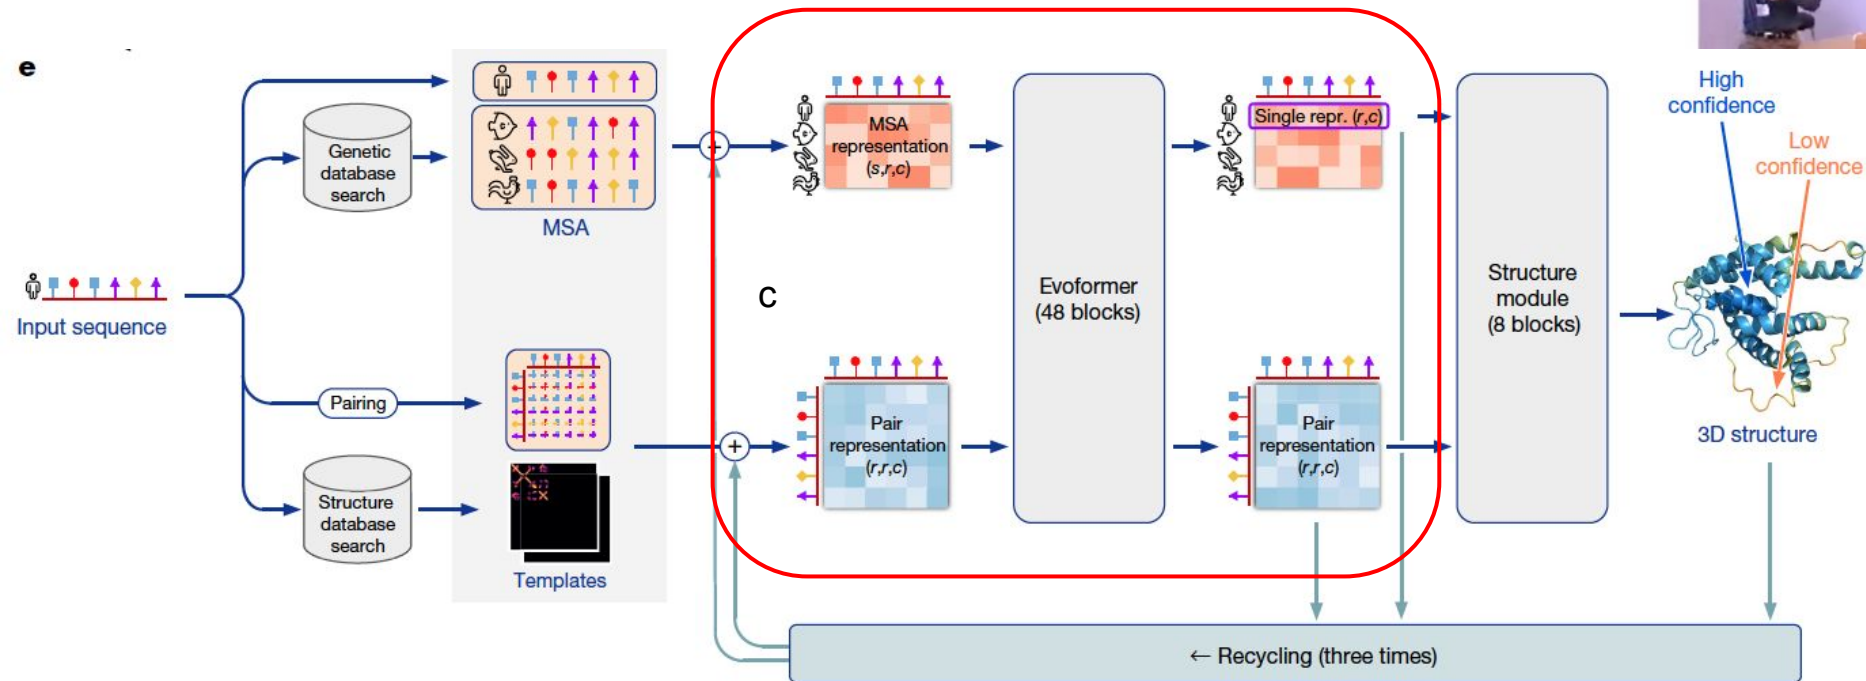 e
Input sequence
Genetic
database
search
Pairing
Structure
database
search
MSA
Templates
MSA
representation
(s,r,c)
C
Pair
representation
(r,r,c)
Evoformer
(48 blocks)
Single repr. (r,c)
Pair
representation
(r,r,c)
Structure
module
(8 blocks)
High
confidence
Low
confidence
3D structure
← Recycling (three times)